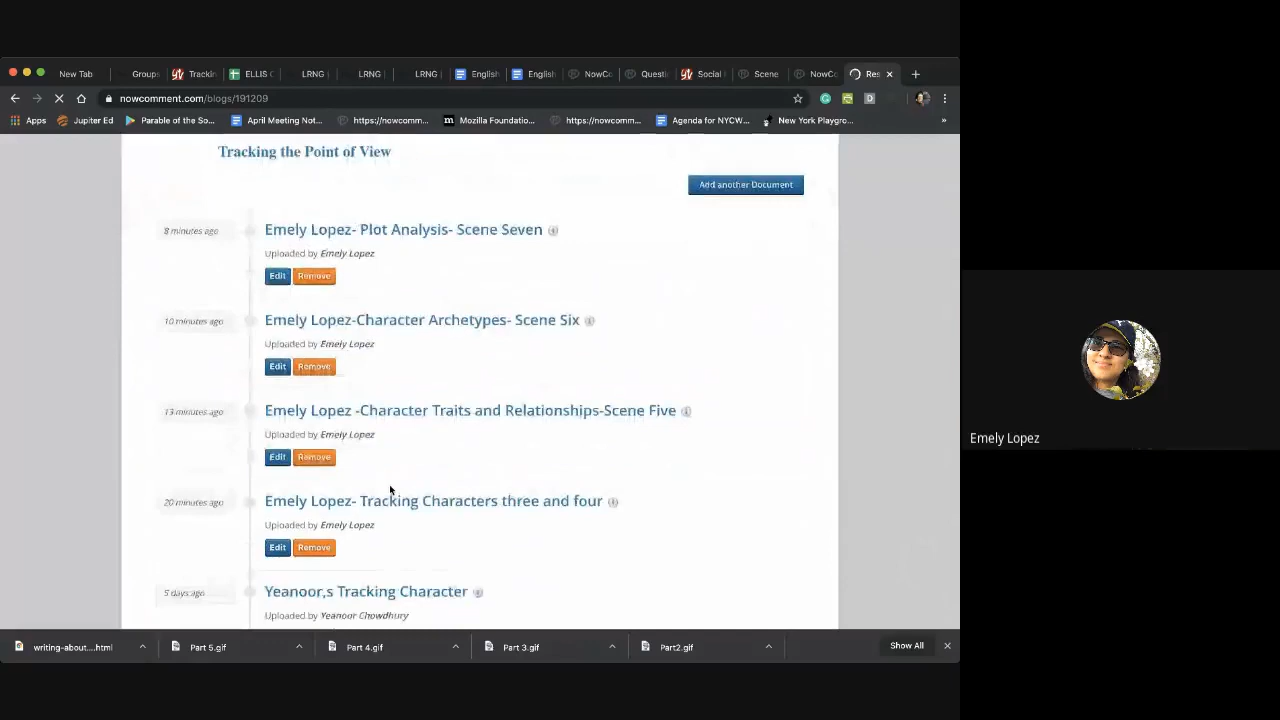 New Tab
Groups
Trackin
ELLIS C
LRNG
LRNG
LRNG
English
English
NowCo
Questi
Social
Scene
NowCo
Res
nowcomment.com/blogs/191209
Apps
Jupiter Ed
Parable of the So...
April Meeting Not...
https://nowcomm...
Mozilla Foundatio...
https://nowcomm...
Agenda for NYCW...
New York Playgro...
»
Tracking the Point of View
Add another Document
8 minutes ago
Emely Lopez- Plot Analysis- Scene Seven
Uploaded by Emely Lopez
Edit Remove
10 minutes ago
Emely Lopez-Character Archetypes- Scene Six
Uploaded by Emely Lopez
Edit Remove
13 minutes ago
Emely Lopez -Character Traits and Relationships-Scene Five
Uploaded by Emely Lopez
Edit Remove
20 minutes ago
Emely Lopez- Tracking Characters three and four
Uploaded by Emely Lopez
Edit Remove
5 days ago
Yeanoor,s Tracking Character
Uploaded by Yeanoor Chowdhury
writing-about....html
Part 5.gif
Part 4.gif
Part 3.gif
Part2.gif
Show All
Emely Lopez